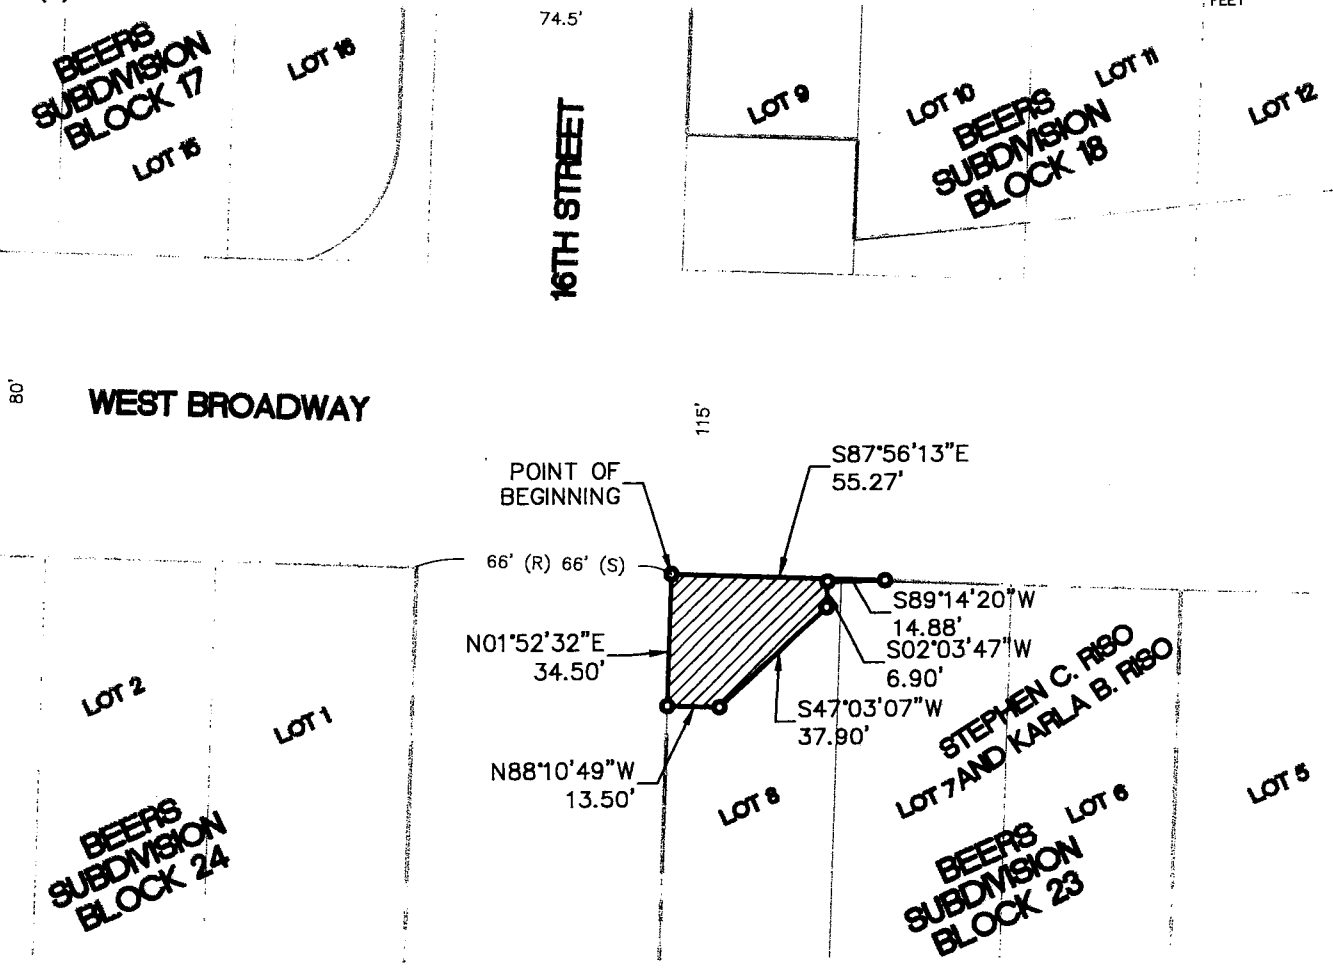 FEET
74.5'
BEERS
SUBDIVISION
BLOCK 17
LOT 16
LOT 15
16TH STREET
LOT 9
LOT 10
LOT 11
LOT 12
BEERS
SUBDIVISION
BLOCK 18
80'
WEST BROADWAY
115'
POINT OF
BEGINNING
S87°56'13"E
55.27'
66' (R) 66' (S)
S89°14'20"W
14.88'
S02°03'47"W
6.90'
N01°52'32"E
34.50'
S47°03'07"W
37.90'
N88°10'49"W
13.50'
LOT 2
LOT 1
BEERS
SUBDIVISION
BLOCK 24
LOT 8
STEPHEN C. RISO
LOT 7 AND KARLA B. RISO
LOT 6
LOT 5
BEERS
SUBDIVISION
BLOCK 23